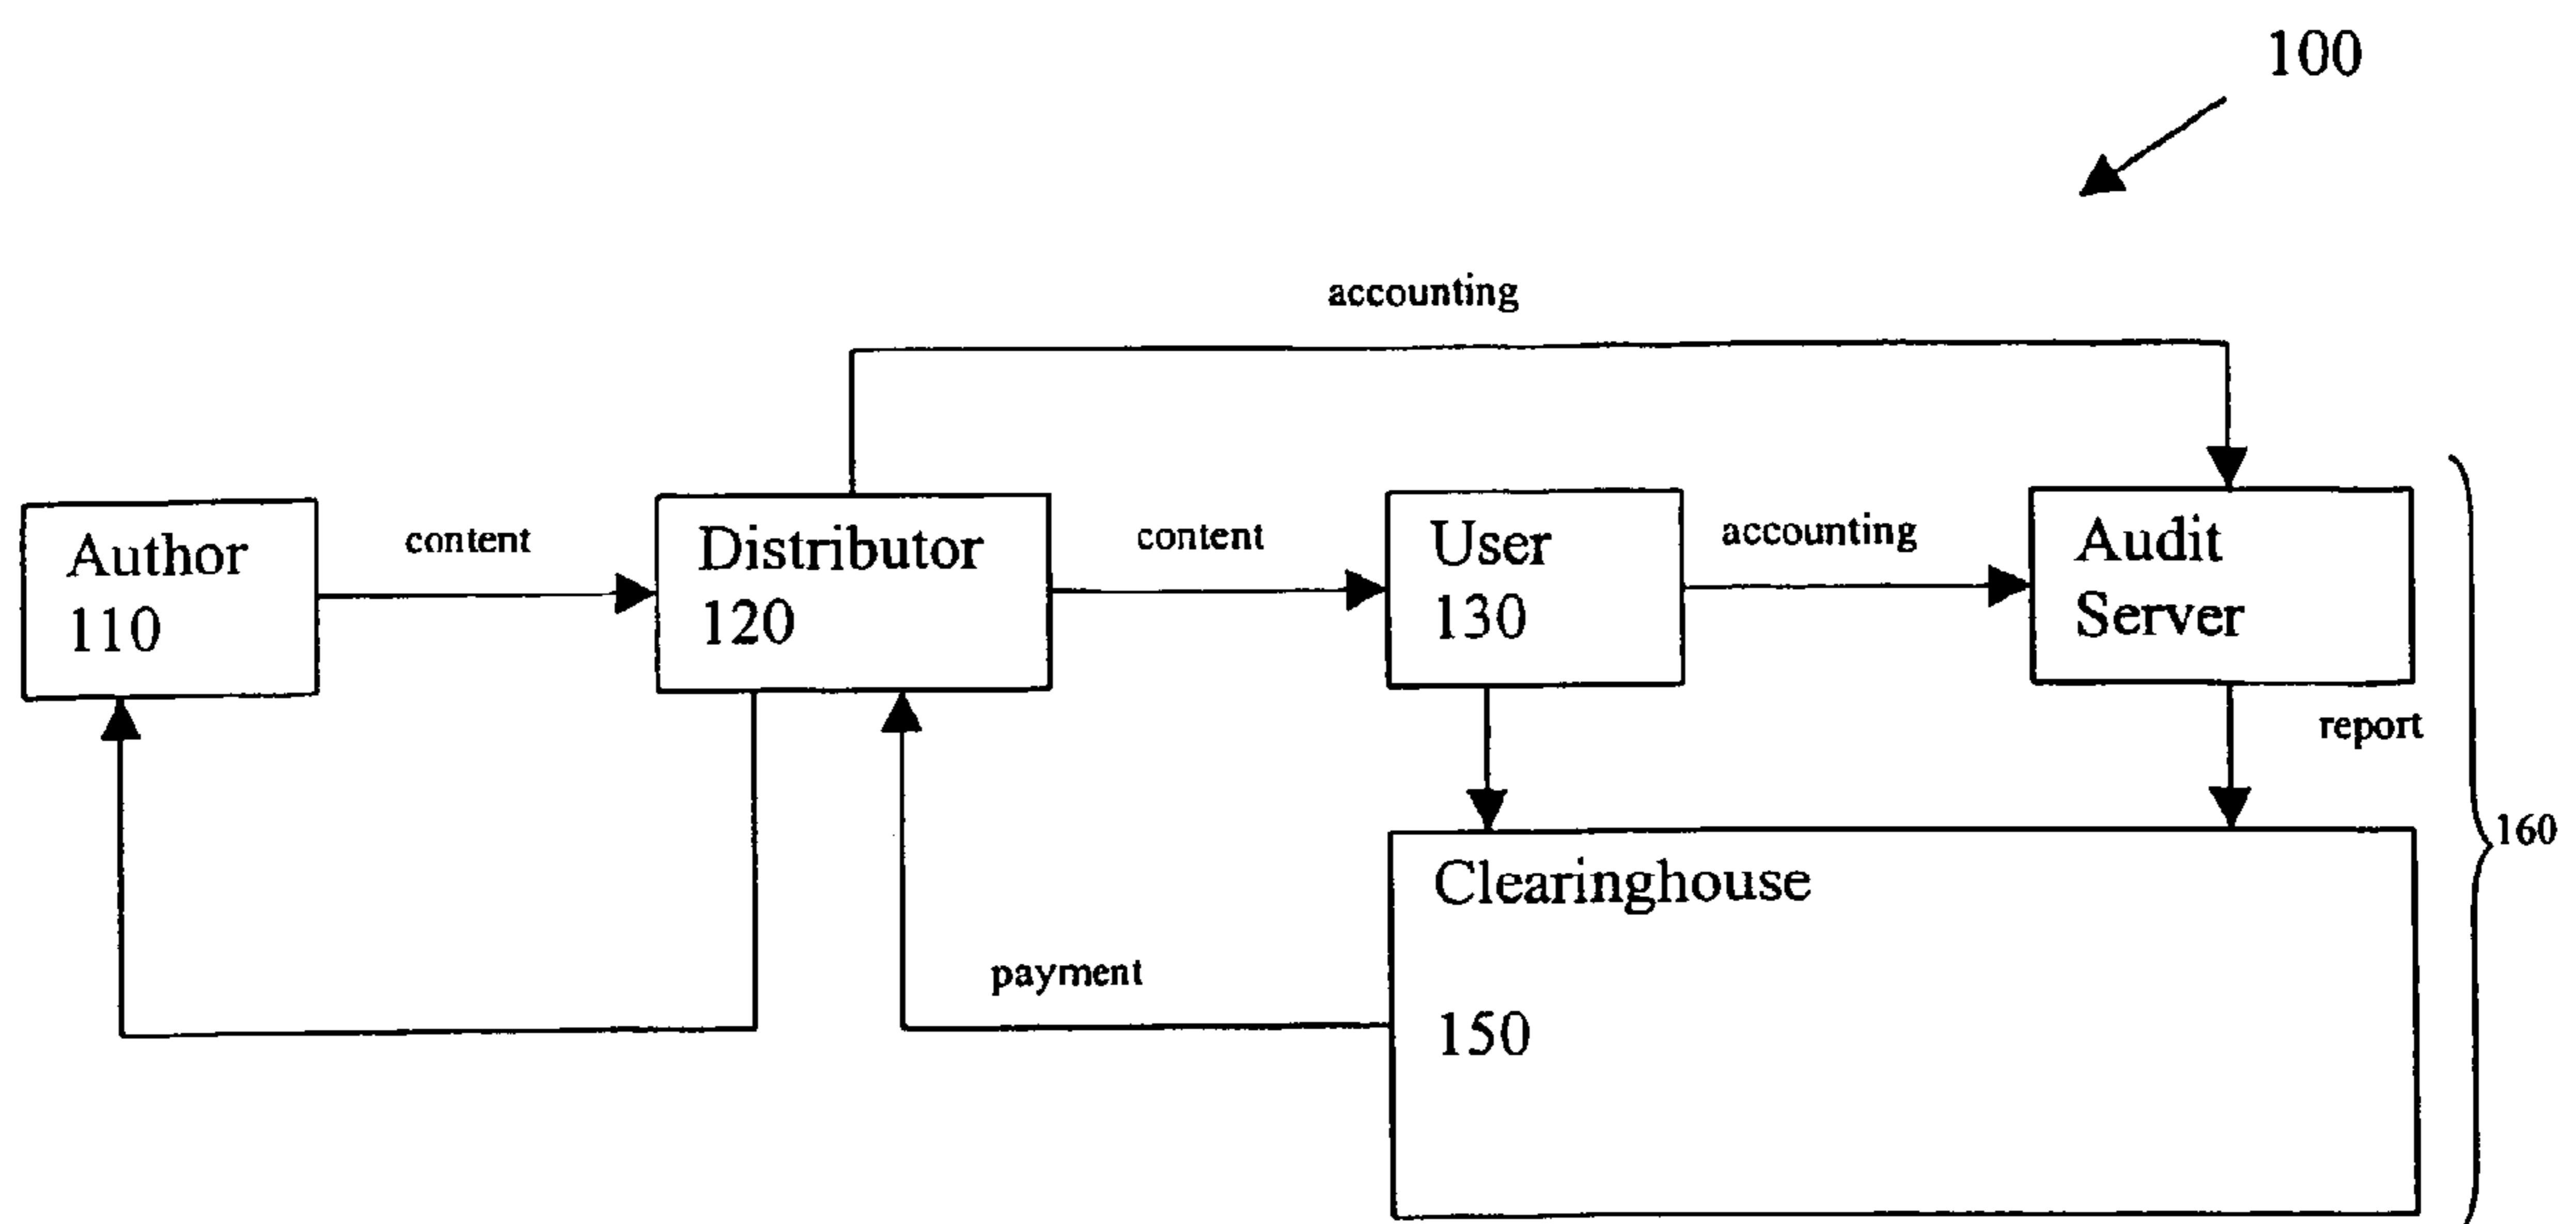 100
accounting
Author
110
content
Distributor
120
content
User
130
accounting
Audit
Server
report
160
Clearinghouse
150
payment